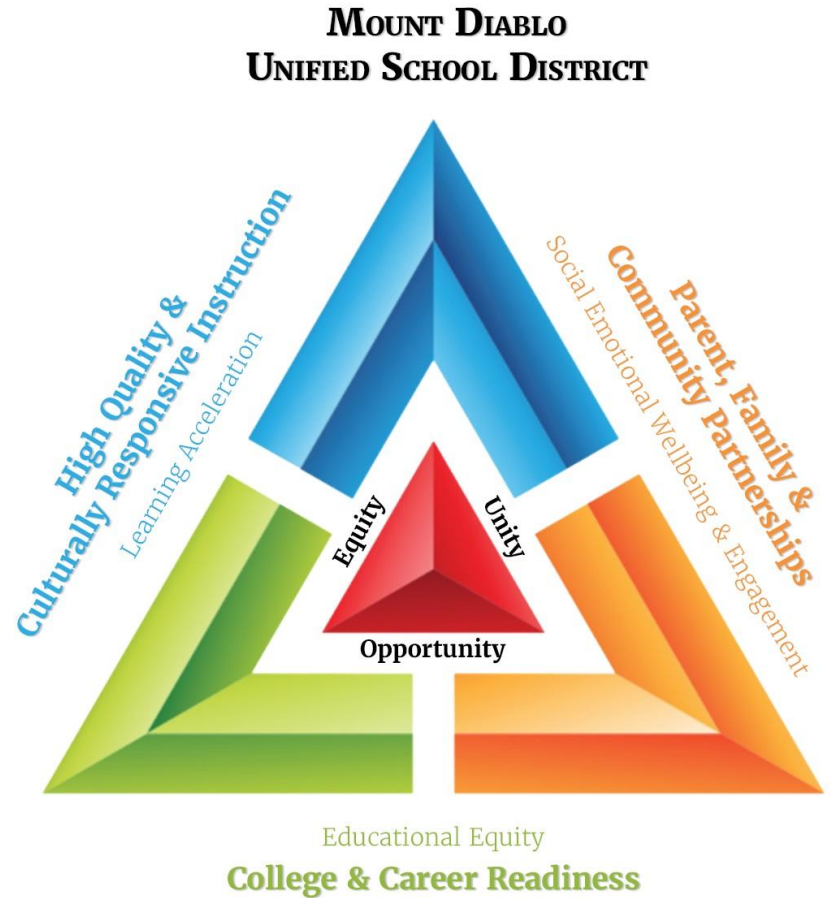 Mount Diablo
Unified School District
High Quality &
Culturally Responsive Instruction
Learning Acceleration
Parent, Family &
Community Partnerships
Social Emotional Wellbeing & Engagement
Equity
Unity
Opportunity
Educational Equity
College & Career Readiness